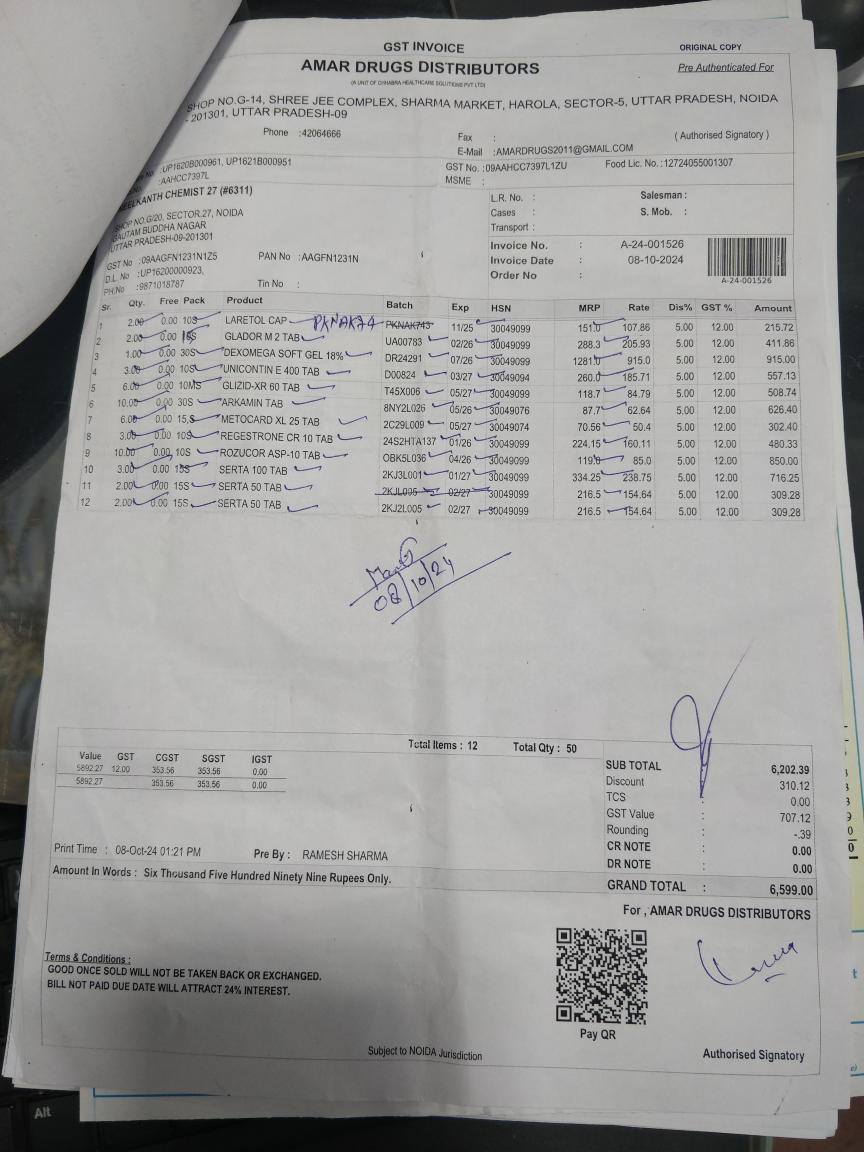 GST INVOICE
ORIGINAL COPY
AMAR DRUGS DISTRIBUTORS
Pre Authenticated For
(A UNIT OF CHHABRA HEALTHCARE SOLUTIONS PVT LTD)
SHOP NO.G-14, SHREE JEE COMPLEX, SHARMA MARKET, HAROLA, SECTOR-5, UTTAR PRADESH, NOIDA
- 201301, UTTAR PRADESH-09
Phone :42064666
Fax :
( Authorised Signatory )
E-Mail :AMARDRUGS2011@GMAIL.COM
:UP1620B000961, UP1621B000951
GST No. :09AAHCC7397L1ZU Food Lic. No. :12724055001307
:AAHCC7397L
MSME :
NEELKANTH CHEMIST 27 (#6311)
SHOP NO.G/20, SECTOR.27, NOIDA
GAUTAM BUDDHA NAGAR
UTTAR PRADESH-09-201301
GST No :09AAGFN1231N1Z5 PAN No :AAGFN1231N
D.L. No. :UP16200000923,
PH.No :9871018787 Tin No :
L.R. No. : Salesman :
Cases : S. Mob. :
Transport :
Invoice No. : A-24-001526
Invoice Date : 08-10-2024
Order No :
A-24-001526
Sr. Qty. Free Pack Product Batch Exp HSN MRP Rate Dis% GST % Amount
1 2.00 0.00 10S LARETOL CAP PKNAK74 PKNAK743 11/25 30049099 151.0 107.86 5.00 12.00 215.72
2 2.00 0.00 15S GLADOR M 2 TAB UA00783 02/26 30049099 288.3 205.93 5.00 12.00 411.86
3 1.00 0.00 30S DEXOMEGA SOFT GEL 18% DR24291 07/26 30049099 1281.0 915.0 5.00 12.00 915.00
4 3.00 0.00 10S UNICONTIN E 400 TAB D00824 03/27 30049094 260.0 185.71 5.00 12.00 557.13
5 6.00 0.00 10MS GLIZID-XR 60 TAB T45X006 05/27 30049099 118.7 84.79 5.00 12.00 508.74
6 10.00 0.00 30S ARKAMIN TAB 8NY2L026 05/26 30049076 87.7 62.64 5.00 12.00 626.40
7 6.00 0.00 15,S METOCARD XL 25 TAB 2C29L009 05/27 30049074 70.56 50.4 5.00 12.00 302.40
8 3.00 0.00 10S REGESTRONE CR 10 TAB 24S2HTA137 01/26 30049099 224.15 160.11 5.00 12.00 480.33
9 10.00 0.00 10S ROZUCOR ASP-10 TAB OBK5L036 04/26 30049099 119.0 85.0 5.00 12.00 850.00
10 3.00 0.00 15S SERTA 100 TAB 2KJ3L001 01/27 30049099 334.25 238.75 5.00 12.00 716.25
11 2.00 0.00 15S SERTA 50 TAB 2KJL005 02/27 30049099 216.5 154.64 5.00 12.00 309.28
12 2.00 0.00 15S SERTA 50 TAB 2KJ2L005 02/27 30049099 216.5 154.64 5.00 12.00 309.28
08/10/24
Total Items : 12 Total Qty : 50
Value GST CGST SGST IGST
5892.27 12.00 353.56 353.56 0.00
5892.27 353.56 353.56 0.00
SUB TOTAL 6,202.39
Discount 310.12
TCS : 0.00
GST Value : 707.12
Rounding : -.39
CR NOTE : 0.00
DR NOTE : 0.00
GRAND TOTAL : 6,599.00
Print Time : 08-Oct-24 01:21 PM Pre By : RAMESH SHARMA
Amount In Words : Six Thousand Five Hundred Ninety Nine Rupees Only.
For , AMAR DRUGS DISTRIBUTORS
Terms & Conditions :
GOOD ONCE SOLD WILL NOT BE TAKEN BACK OR EXCHANGED.
BILL NOT PAID DUE DATE WILL ATTRACT 24% INTEREST.
Pay QR
Subject to NOIDA Jurisdiction
Authorised Signatory
Alt